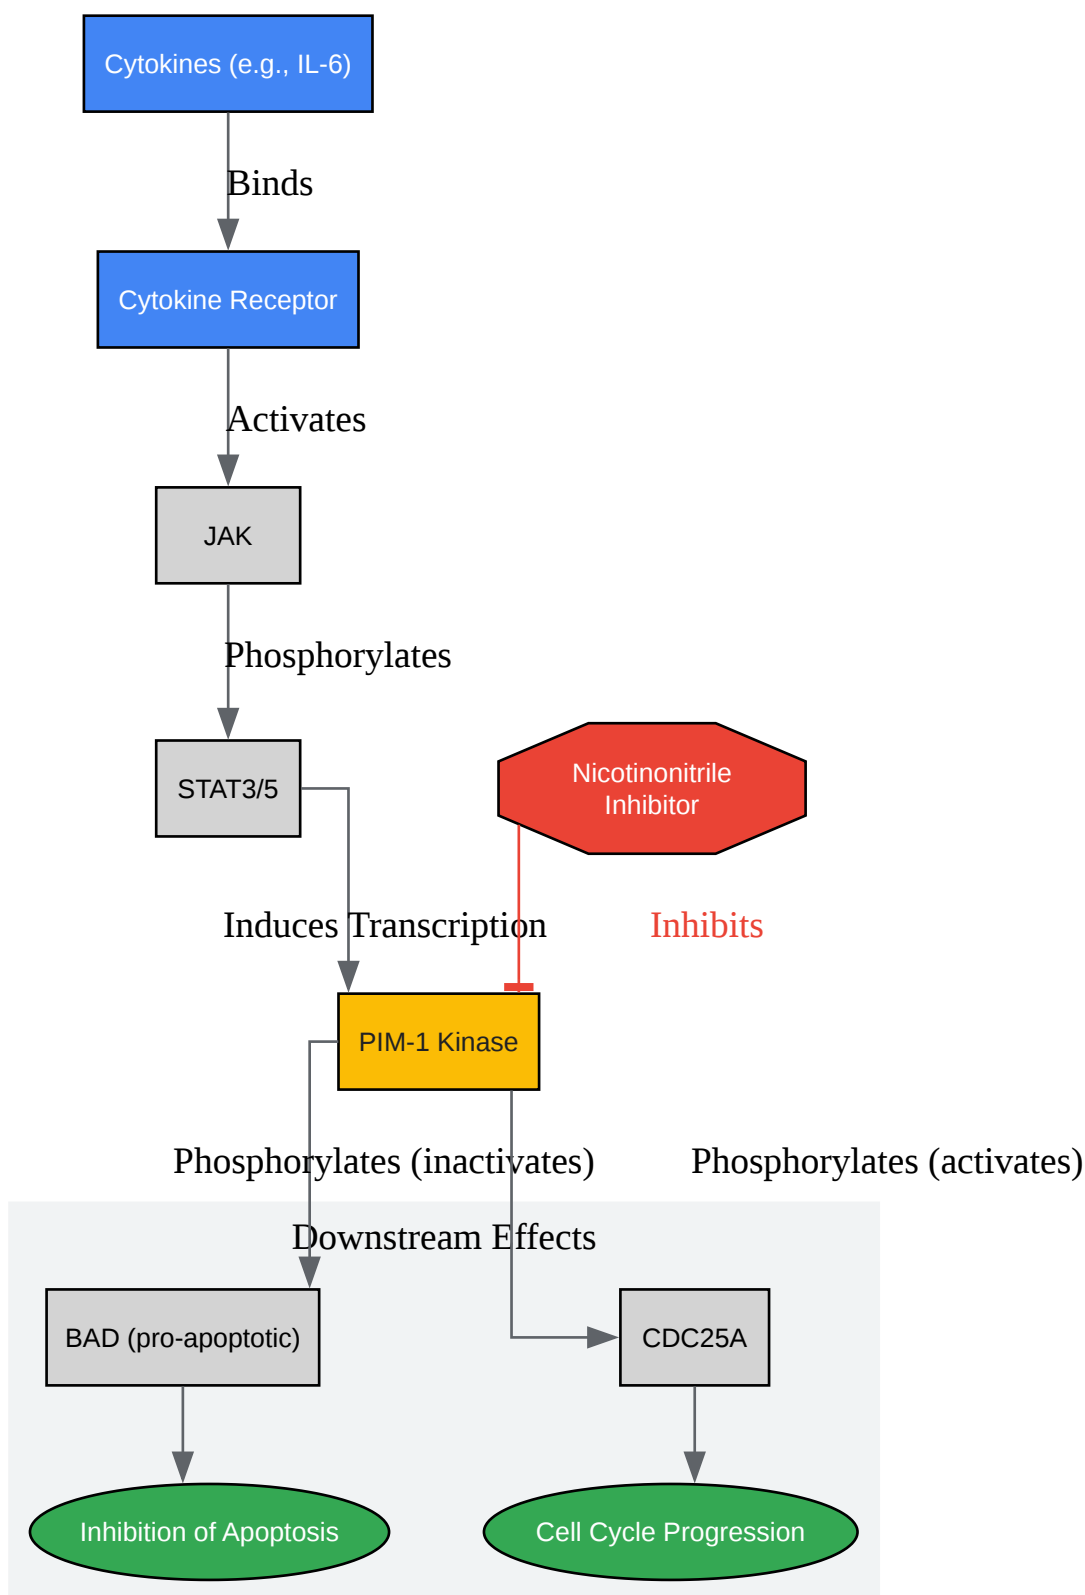 Cytokines (e.g., IL-6)
Binds
Cytokine Receptor
Activates
JAK
Phosphorylates
STAT3/5
Nicotinonitrile
Inhibitor
Induces Transcription
Inhibits
PIM-1 Kinase
Phosphorylates (inactivates)
Phosphorylates (activates)
Downstream Effects
BAD (pro-apoptotic)
CDC25A
Inhibition of Apoptosis
Cell Cycle Progression